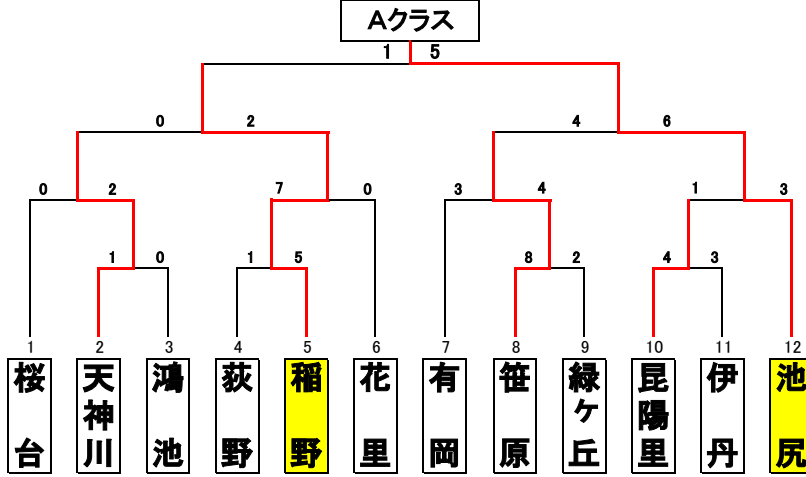 Aクラス
1 5
0 2 4 6
0 2 7 0 3 4 1 3
1 0 1 5 8 2 4 3
1 2 3 4 5 6 7 8 9 10 11 12
桜台
天神川
鴻池
荻野
稲野
花里
有岡
笹原
緑ヶ丘
昆陽里
伊丹
池尻